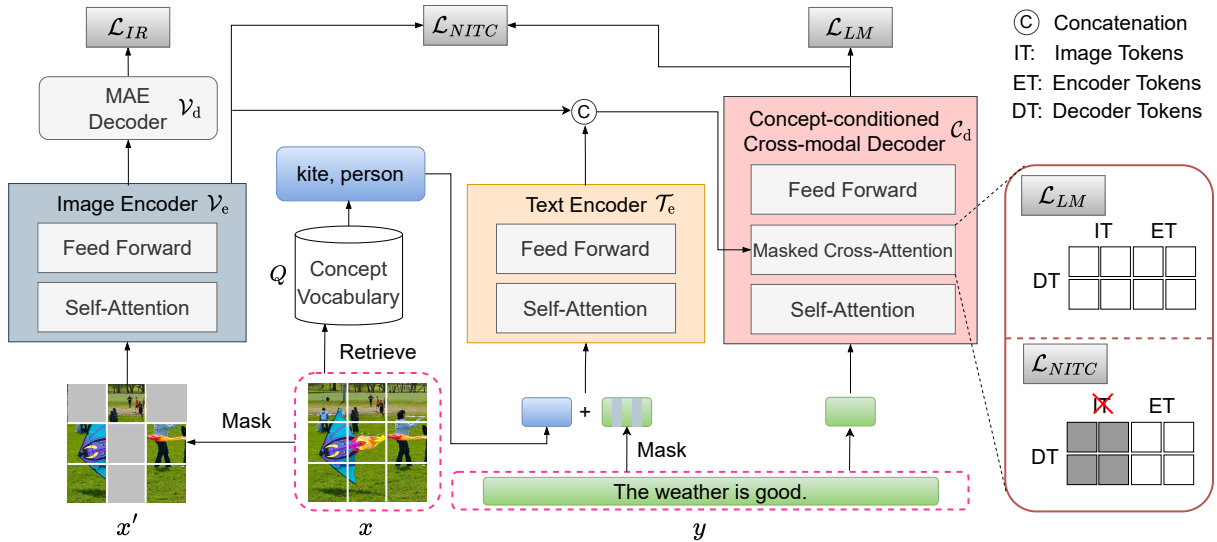 ℒ_IR
ℒ_NITC
ℒ_LM
C Concatenation
IT: Image Tokens
ET: Encoder Tokens
DT: Decoder Tokens
MAE
Decoder 𝒱_d
C
Concept-conditioned
Cross-modal Decoder 𝒞_d
Feed Forward
Masked Cross-Attention
Self-Attention
kite, person
Image Encoder 𝒱_e
Feed Forward
Self-Attention
Q
Concept
Vocabulary
Retrieve
Text Encoder 𝒯_e
Feed Forward
Self-Attention
ℒ_LM
IT ET
DT
ℒ_NITC
IT ET
DT
Mask
+
Mask
The weather is good.
x′
x
y